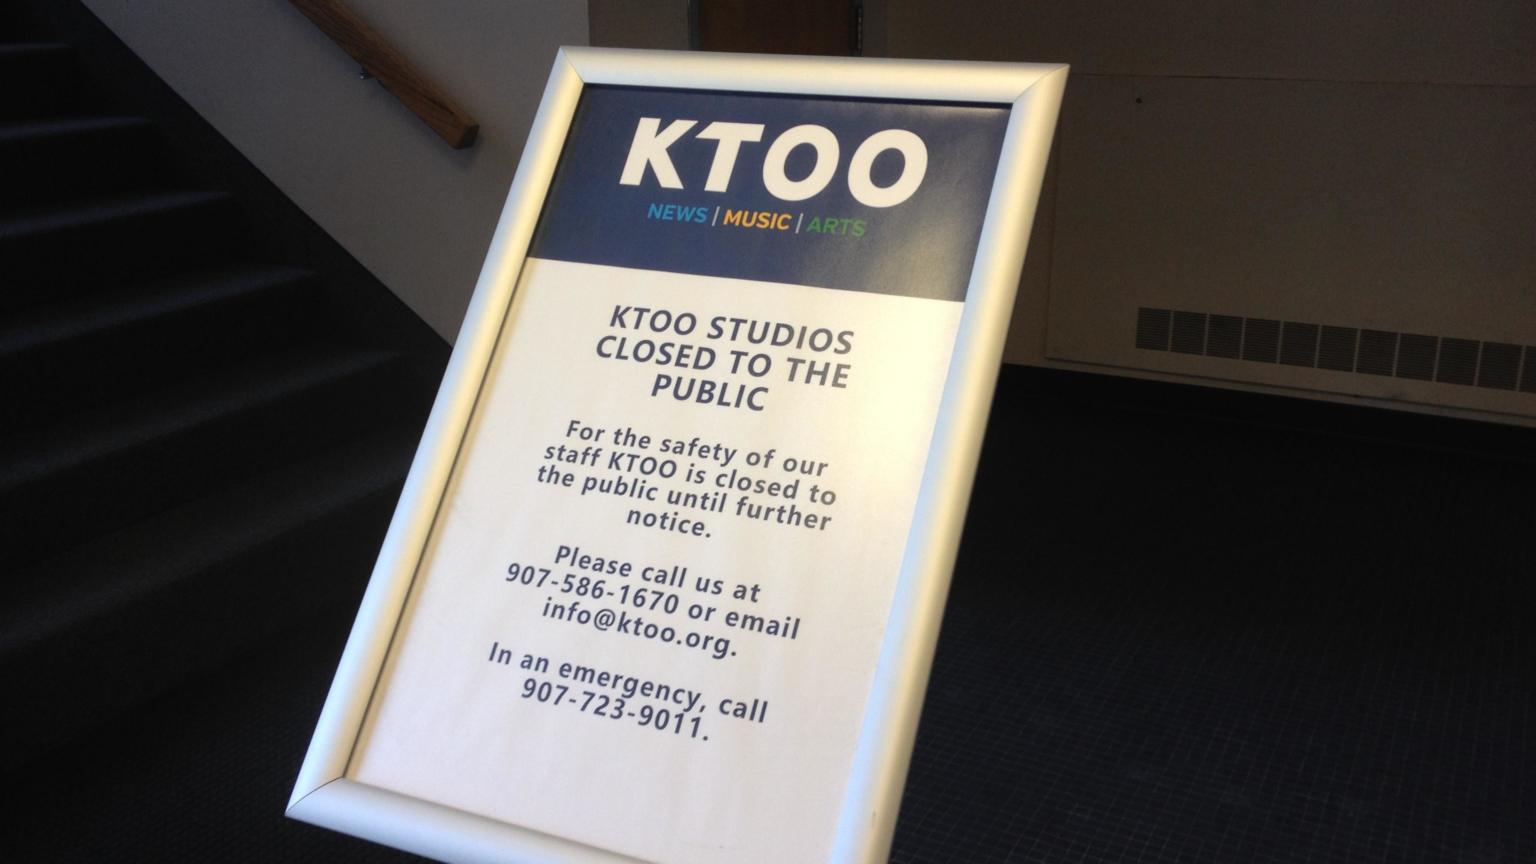 KTOO
NEWS | MUSIC | ARTS
KTOO STUDIOS
CLOSED TO THE
PUBLIC
For the safety of our
staff KTOO is closed to
the public until further
notice.
Please call us at
907-586-1670 or email
info@ktoo.org.
In an emergency, call
907-723-9011.